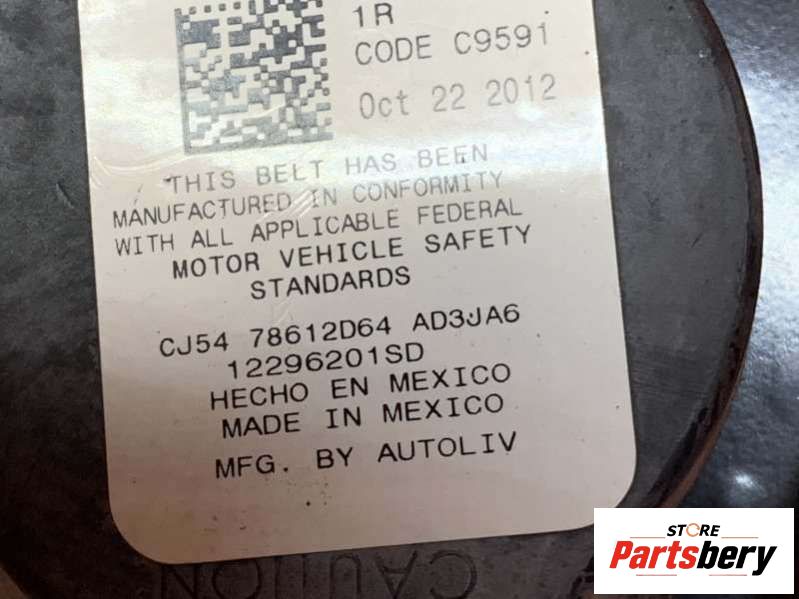 1R
CODE C9591
Oct 22 2012
THIS BELT HAS BEEN
MANUFACTURED IN CONFORMITY
WITH ALL APPLICABLE FEDERAL
MOTOR VEHICLE SAFETY
STANDARDS
CJ54 78612D64 AD3JA6
12296201SD
HECHO EN MEXICO
MADE IN MEXICO
MFG. BY AUTOLIV
CAUTION
STORE
Partsbery